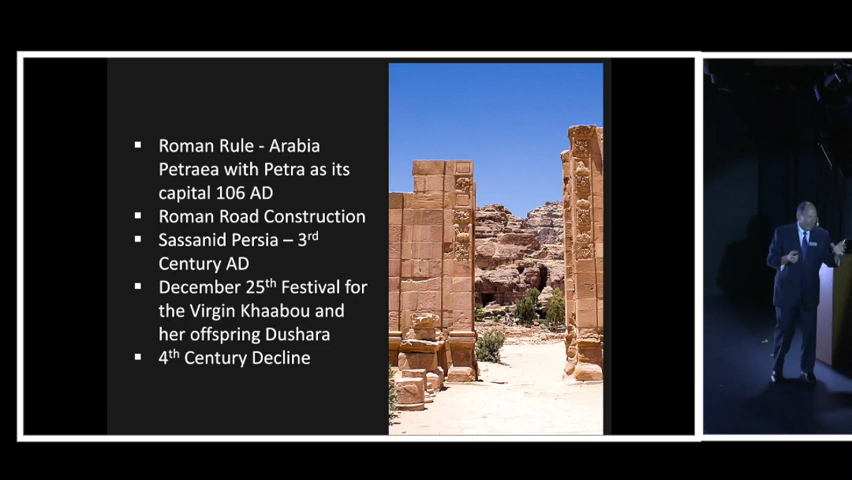 ▪ Roman Rule - Arabia
Petraea with Petra as its
capital 106 AD
▪ Roman Road Construction
▪ Sassanid Persia – 3rd
Century AD
▪ December 25th Festival for
the Virgin Khaabou and
her offspring Dushara
▪ 4th Century Decline